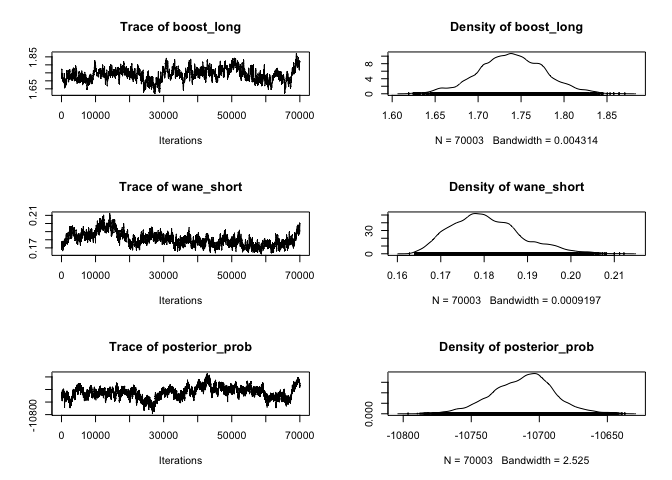 Trace of boost_long
1.65 1.85
0 10000 30000 50000 70000
Iterations
Density of boost_long
0 4 8
1.60 1.65 1.70 1.75 1.80 1.85
N = 70003 Bandwidth = 0.004314
Trace of wane_short
0.17 0.21
0 10000 30000 50000 70000
Iterations
Density of wane_short
0 30
0.16 0.17 0.18 0.19 0.20 0.21
N = 70003 Bandwidth = 0.0009197
Trace of posterior_prob
-10800
0 10000 30000 50000 70000
Iterations
Density of posterior_prob
0.000
-10800 -10750 -10700 -10650
N = 70003 Bandwidth = 2.525